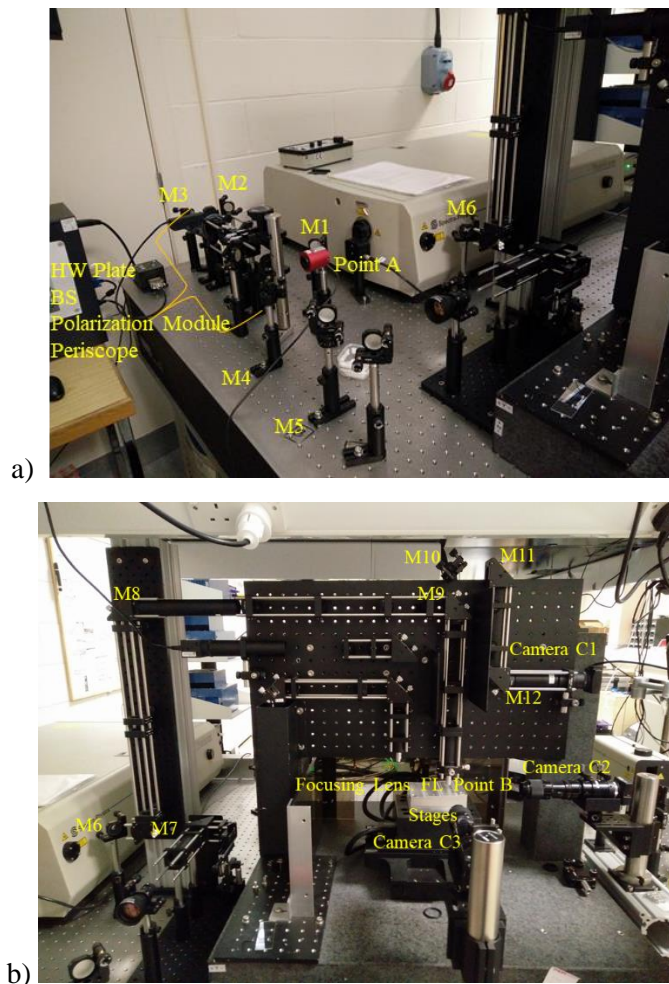 M3
M2
M1
M6
Point A
HW Plate
BS
Polarization Module
Periscope
M4
M5
a)
M10
M11
M8
M9
Camera C1
M12
Camera C2
Focusing Lens FL Point B
Stages
M6
M7
Camera C3
b)